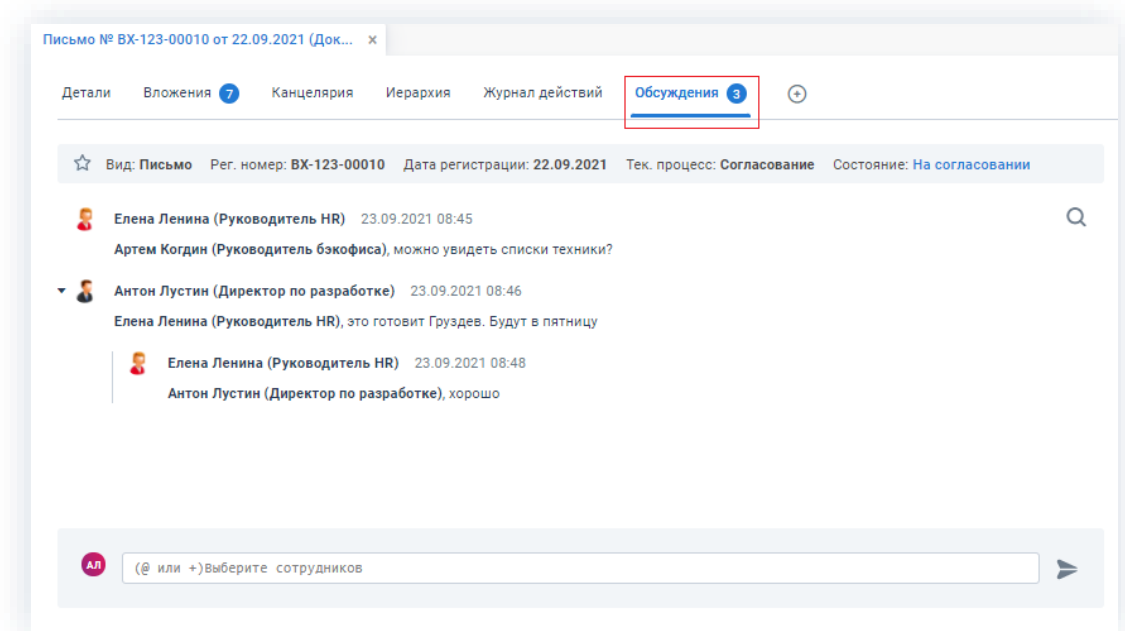 Письмо № ВХ-123-00010 от 22.09.2021 (Док... ×
Детали Вложения 7 Канцелярия Иерархия Журнал действий Обсуждения 3
Вид: Письмо Рег. номер: ВХ-123-00010 Дата регистрации: 22.09.2021 Тек. процесс: Согласование Состояние: На согласовании
Елена Ленина (Руководитель HR) 23.09.2021 08:45
Артем Когдин (Руководитель бэкофиса), можно увидеть списки техники?
Антон Лустин (Директор по разработке) 23.09.2021 08:46
Елена Ленина (Руководитель HR), это готовит Груздев. Будут в пятницу
Елена Ленина (Руководитель HR) 23.09.2021 08:48
Антон Лустин (Директор по разработке), хорошо
АЛ (@ или +)Выберите сотрудников